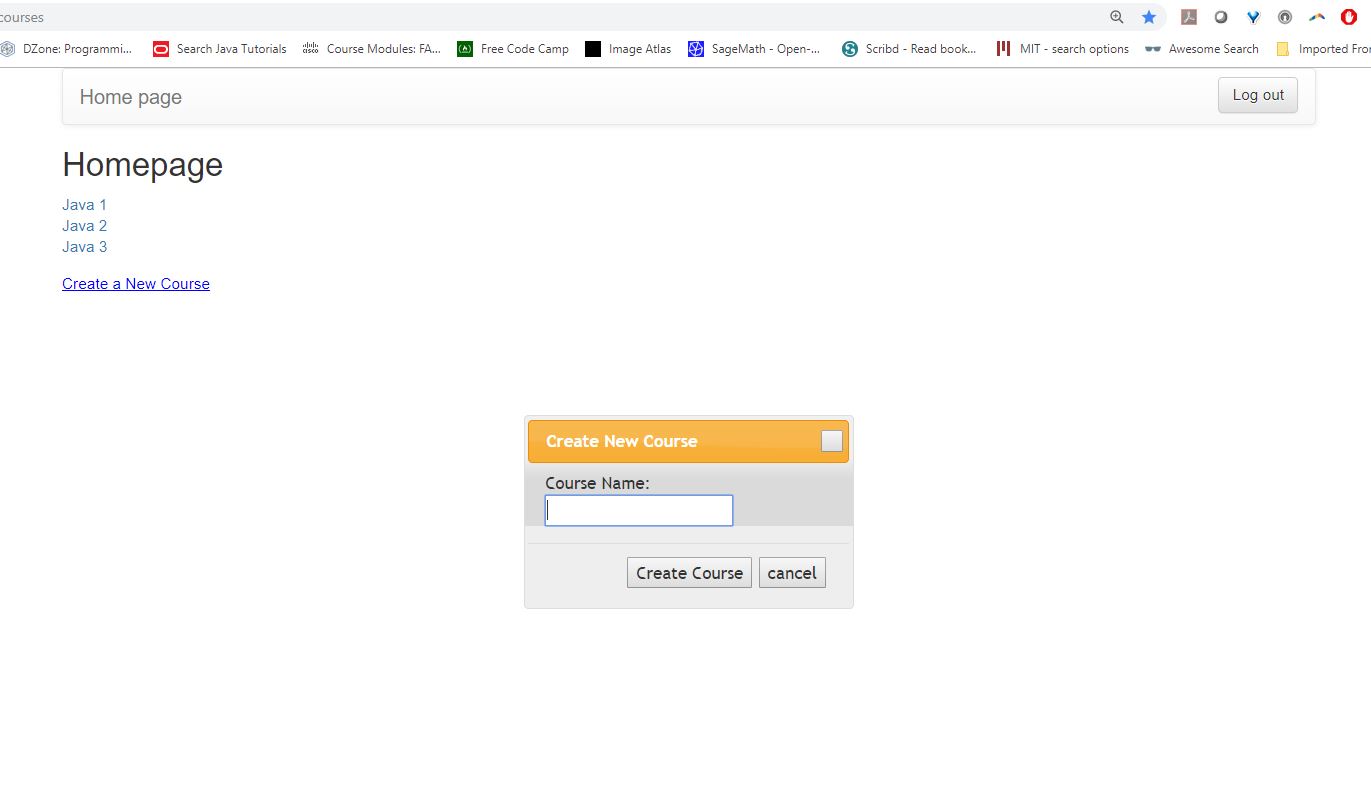 courses
DZone: Programmi... Search Java Tutorials Course Modules: FA... Free Code Camp Image Atlas SageMath - Open-... Scribd - Read book... MIT - search options Awesome Search Imported Fro
Home page Log out
Homepage
Java 1
Java 2
Java 3
Create a New Course
Create New Course
Course Name:
Create Course cancel